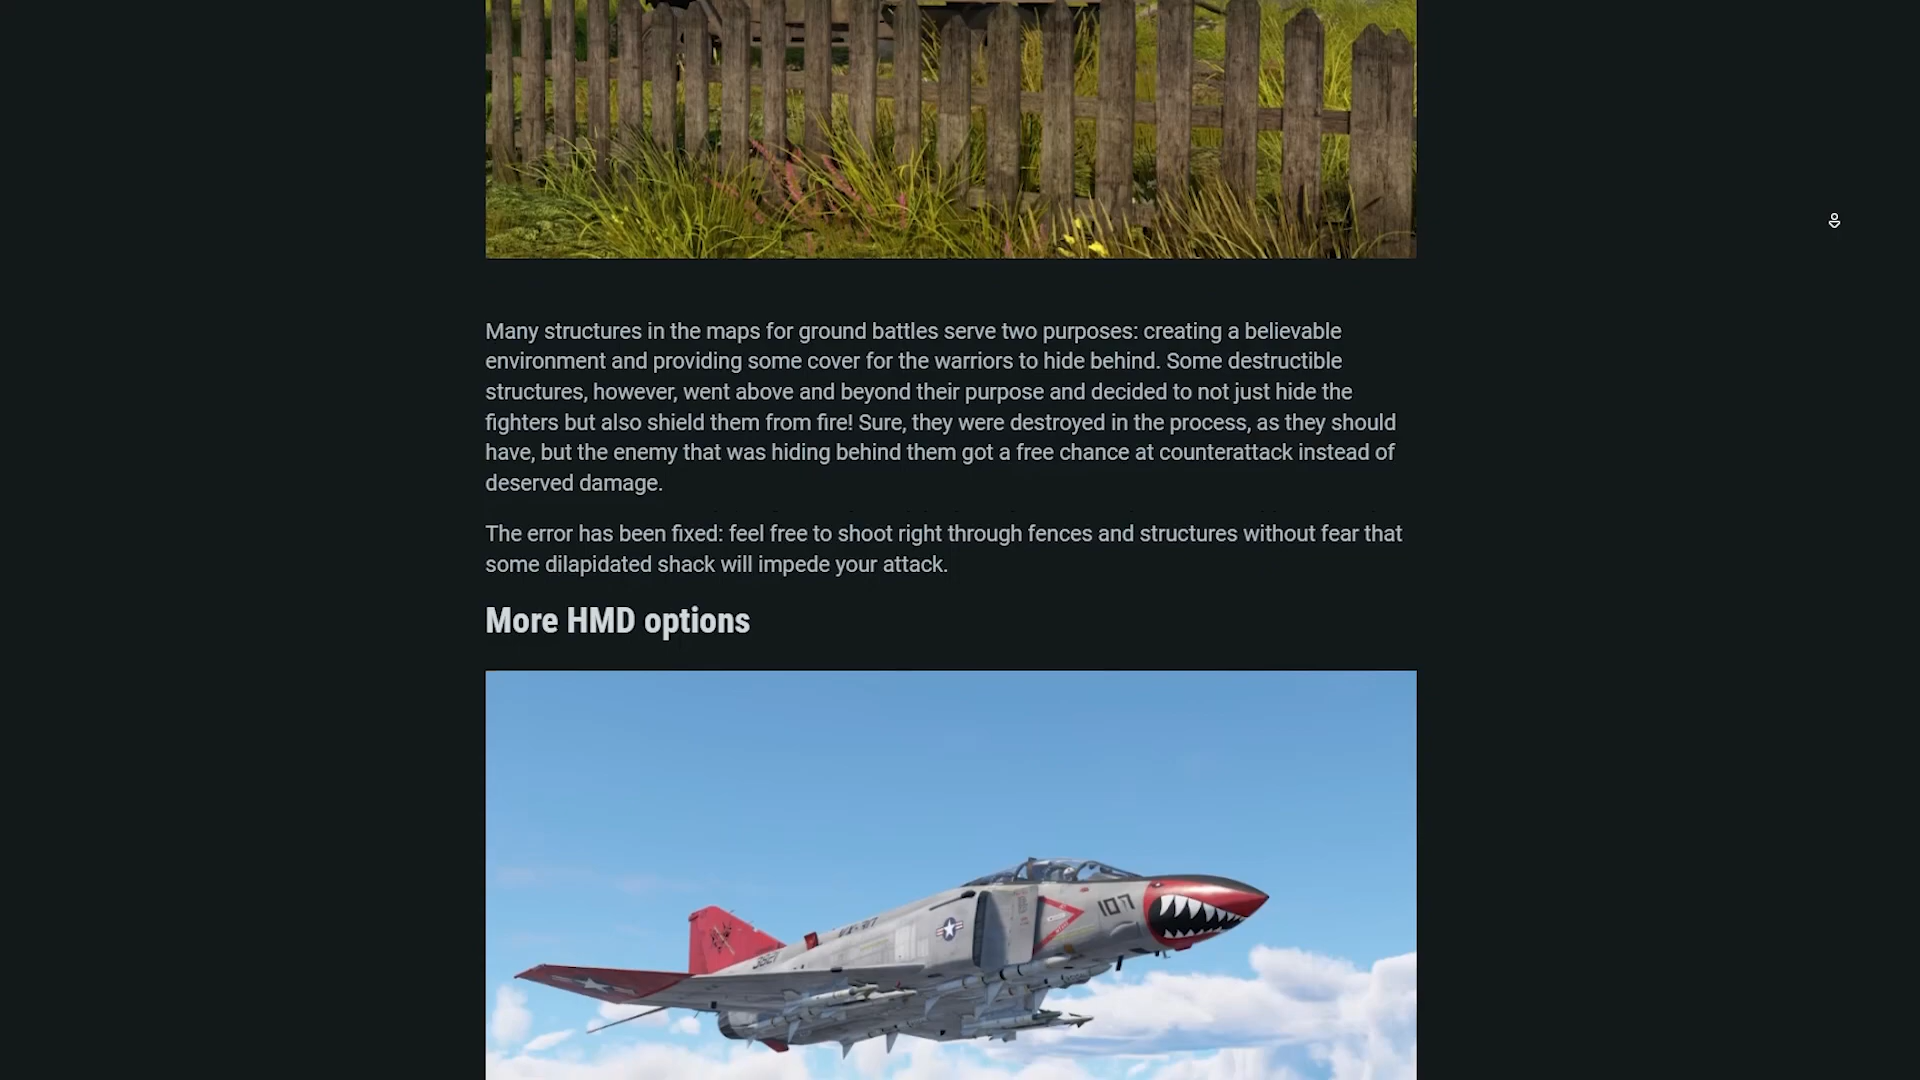 Many structures in the maps for ground battles serve two purposes: creating a believable
environment and providing some cover for the warriors to hide behind. Some destructible
structures, however, went above and beyond their purpose and decided to not just hide the
fighters but also shield them from fire! Sure, they were destroyed in the process, as they should
have, but the enemy that was hiding behind them got a free chance at counterattack instead of
deserved damage.
The error has been fixed: feel free to shoot right through fences and structures without fear that
some dilapidated shack will impede your attack.
More HMD options
107